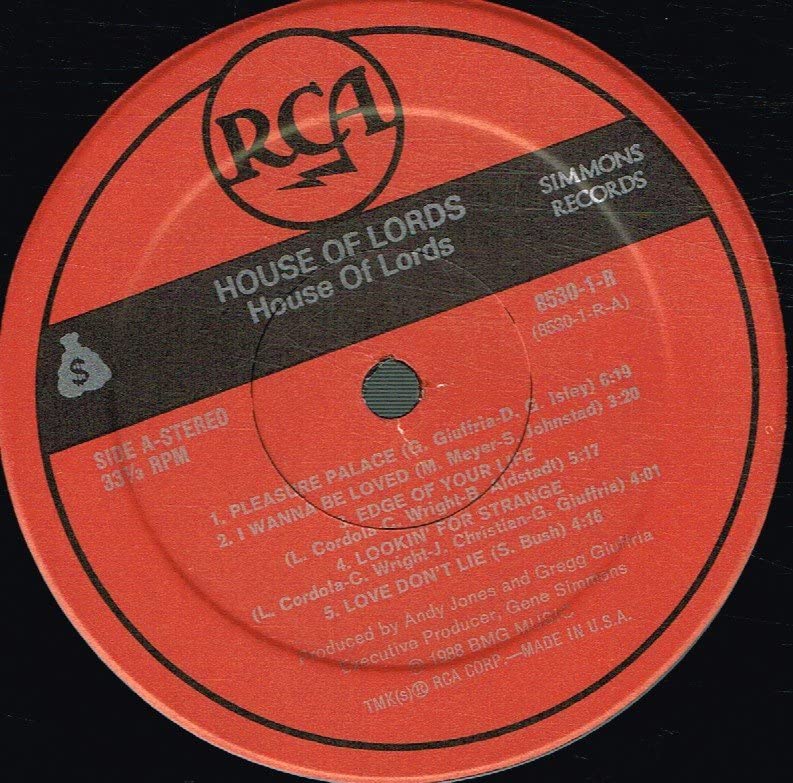 RCA
SIMMONS
RECORDS
HOUSE OF LORDS
House Of Lords
8530-1-R
(8530-1-R-A)
$
SIDE A-STEREO
33⅓ RPM
1. PLEASURE PALACE (G. Giuffria-D. G. Isley) 6:19
2. I WANNA BE LOVED (M. Meyer-S. Johnstad) 3:20
EDGE OF YOUR LIFE
(L. Cordola-C. Wright-B. Aldstadt) 5:17
4. LOOKIN' FOR STRANGE
(L. Cordola-C. Wright-J. Christian-G. Giuffria) 4:01
5. LOVE DON'T LIE (S. Bush) 4:16
Produced by Andy Jones and Gregg Giuffria
Executive Producer, Gene Simmons
℗ 1988 BMG MUSIC
TMK(s)® RCA CORP.—MADE IN U.S.A.